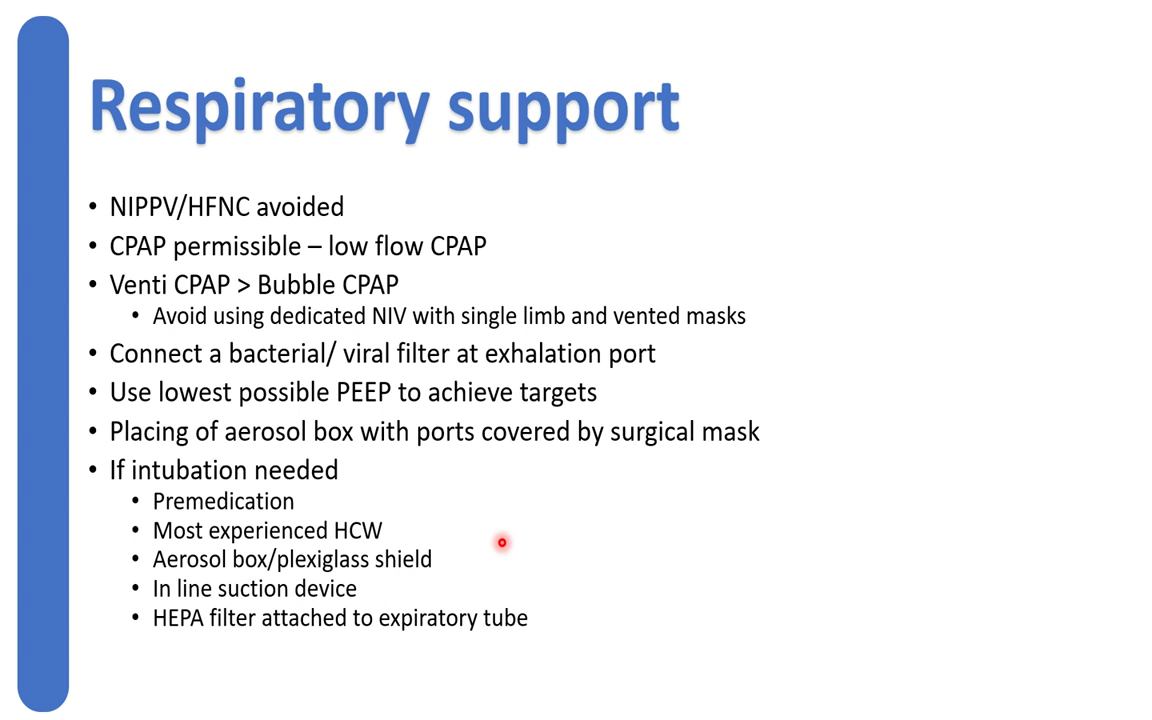 Respiratory support
• NIPPV/HFNC avoided
• CPAP permissible – low flow CPAP
• Venti CPAP > Bubble CPAP
• Avoid using dedicated NIV with single limb and vented masks
• Connect a bacterial/ viral filter at exhalation port
• Use lowest possible PEEP to achieve targets
• Placing of aerosol box with ports covered by surgical mask
• If intubation needed
• Premedication
• Most experienced HCW
• Aerosol box/plexiglass shield
• In line suction device
• HEPA filter attached to expiratory tube